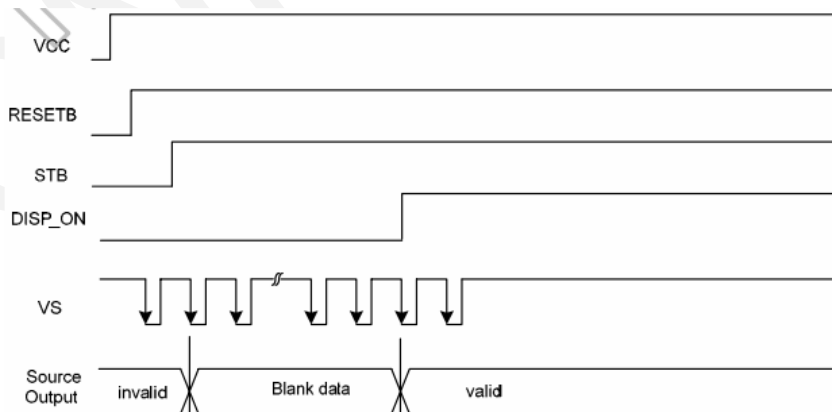 VCC
RESETB
STB
DISP_ON
VS
Source
Output
invalid
Blank data
valid